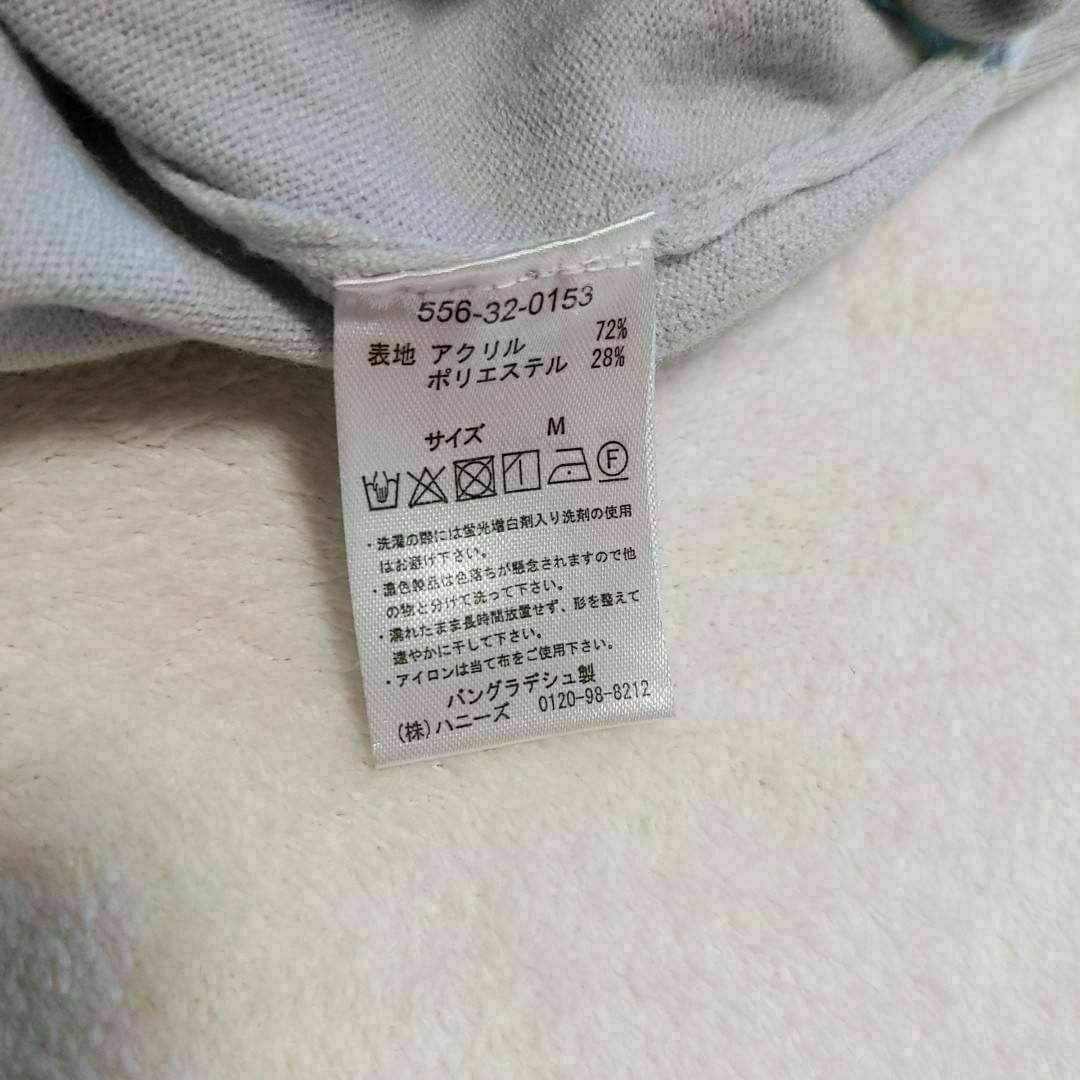 556-32-0153
表地 アクリル 72%
ポリエステル 28%
サイズ M
F
・洗濯の際には蛍光増白剤入り洗剤の使用
はお避け下さい。
・濃色製品は色落ちが懸念されますので他
の物と分けて洗って下さい。
・濡れたまま長時間放置せず、形を整えて
速やかに干して下さい。
・アイロンは当て布をご使用下さい。
バングラデシュ製
(株)ハニーズ 0120-98-8212